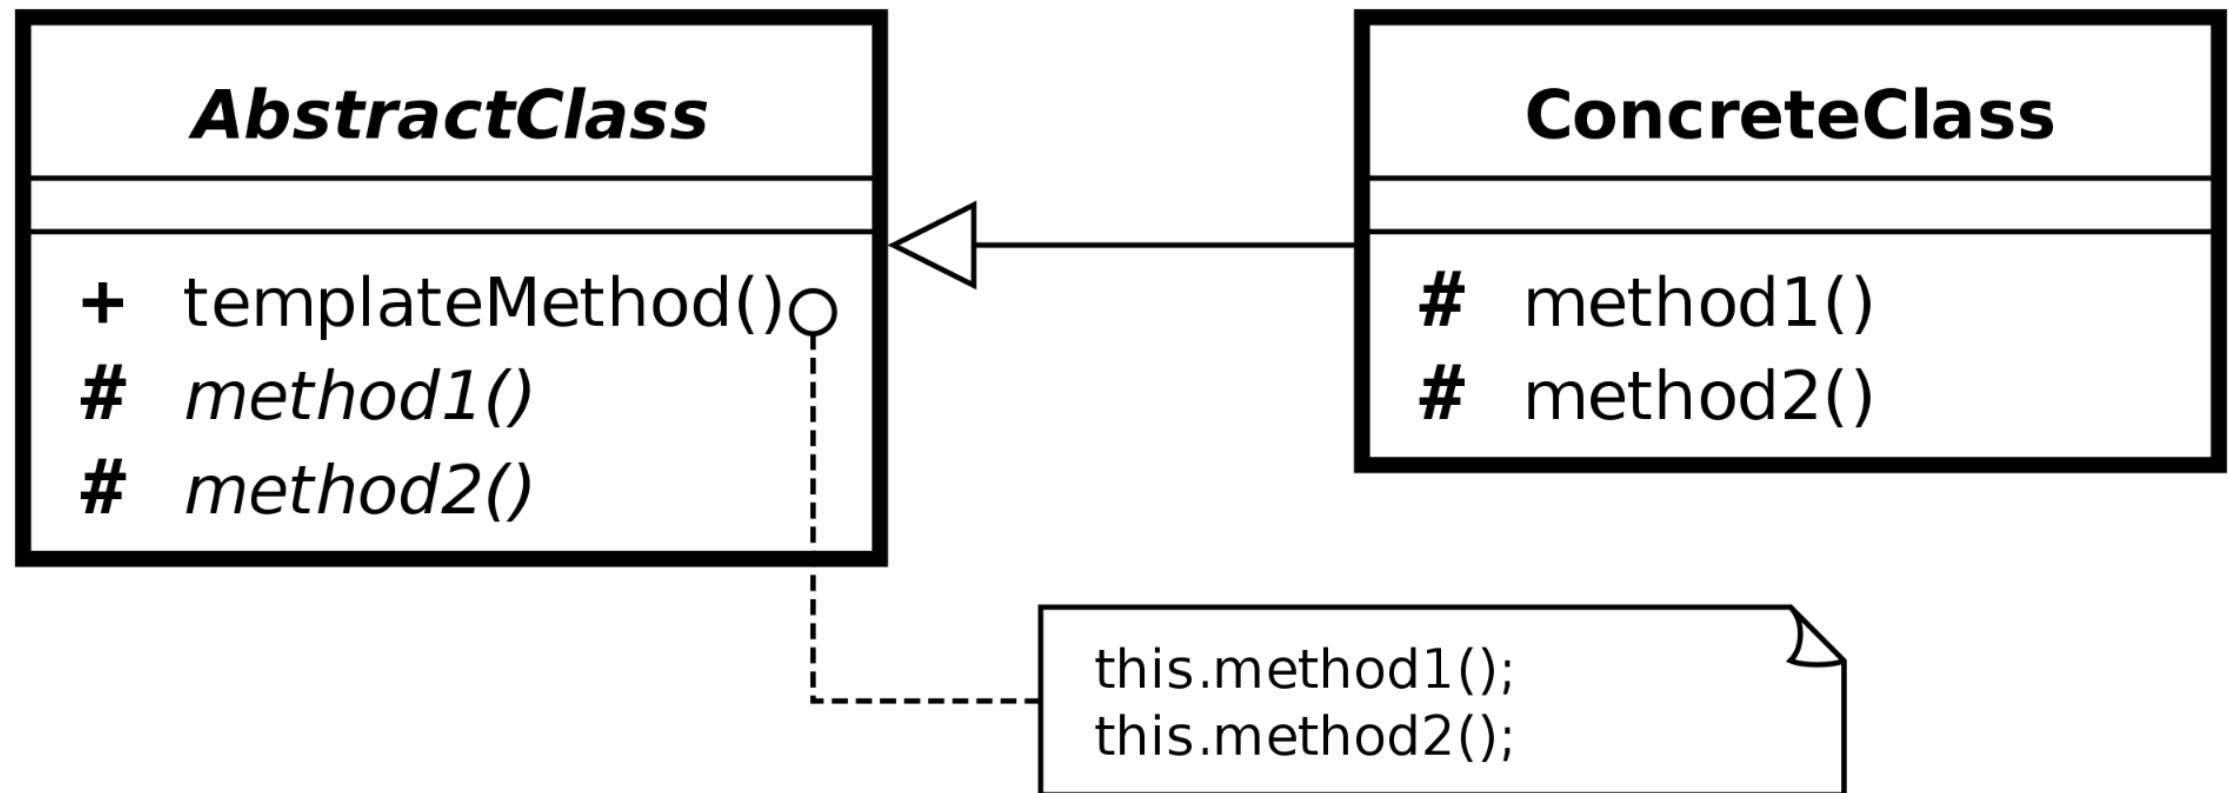 AbstractClass
+ templateMethod()
# method1()
# method2()
ConcreteClass
# method1()
# method2()
this.method1();
this.method2();